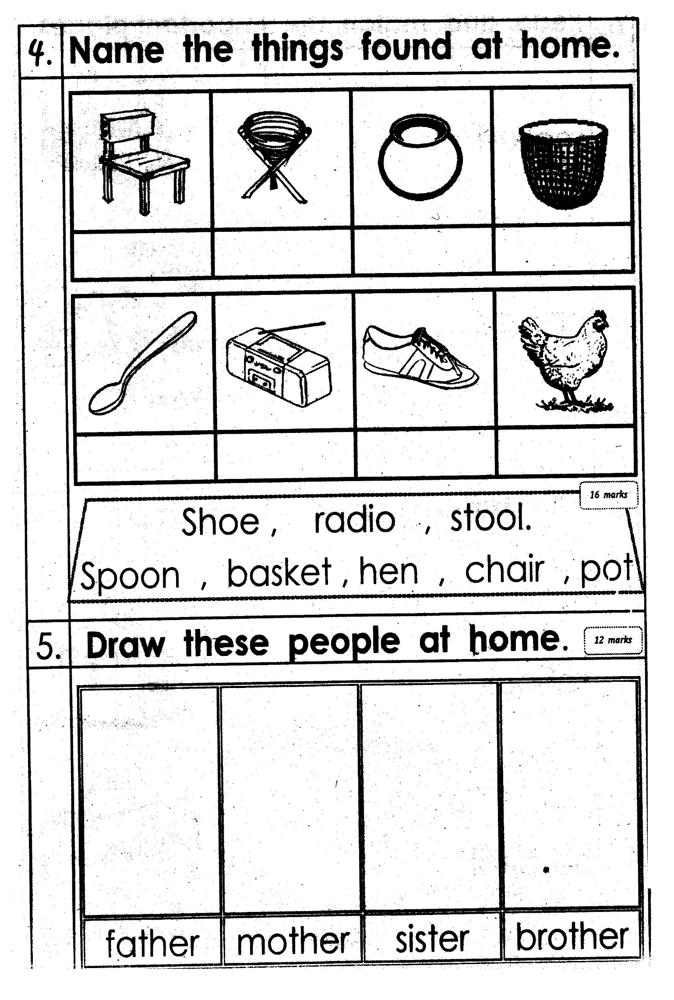 4. Name the things found at home.
16 marks
Shoe , radio , stool.
Spoon , basket , hen , chair , pot
5. Draw these people at home. 12 marks
father mother sister brother